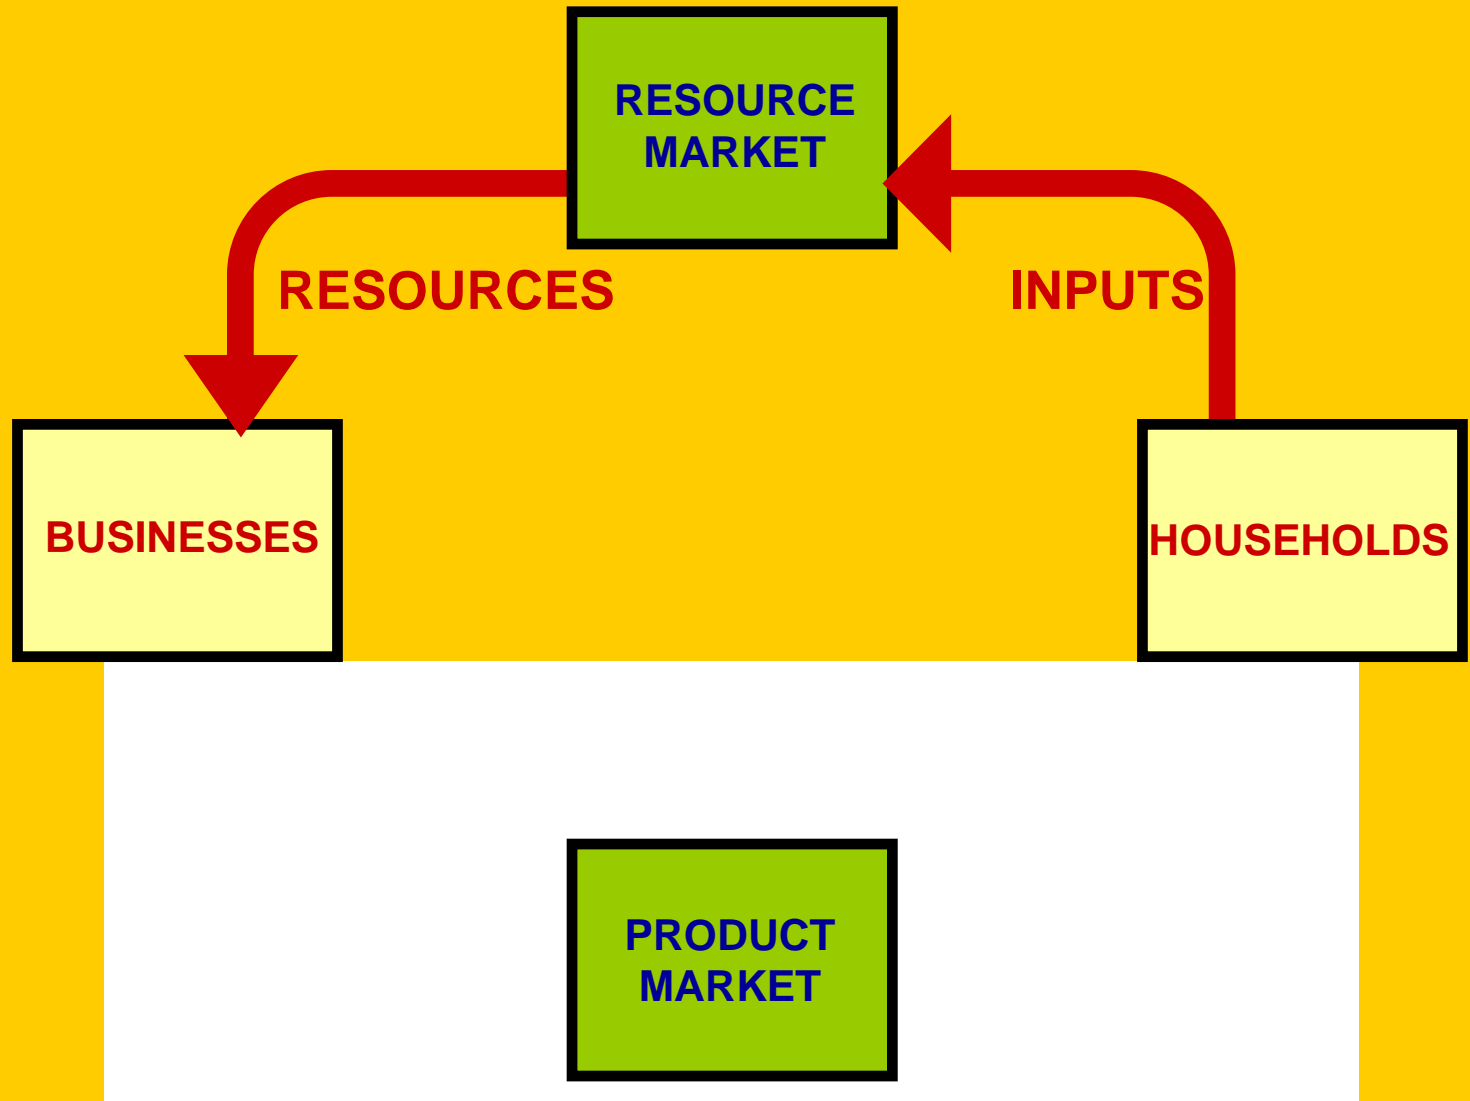 RESOURCE
MARKET
RESOURCES
INPUTS
BUSINESSES
HOUSEHOLDS
PRODUCT
MARKET